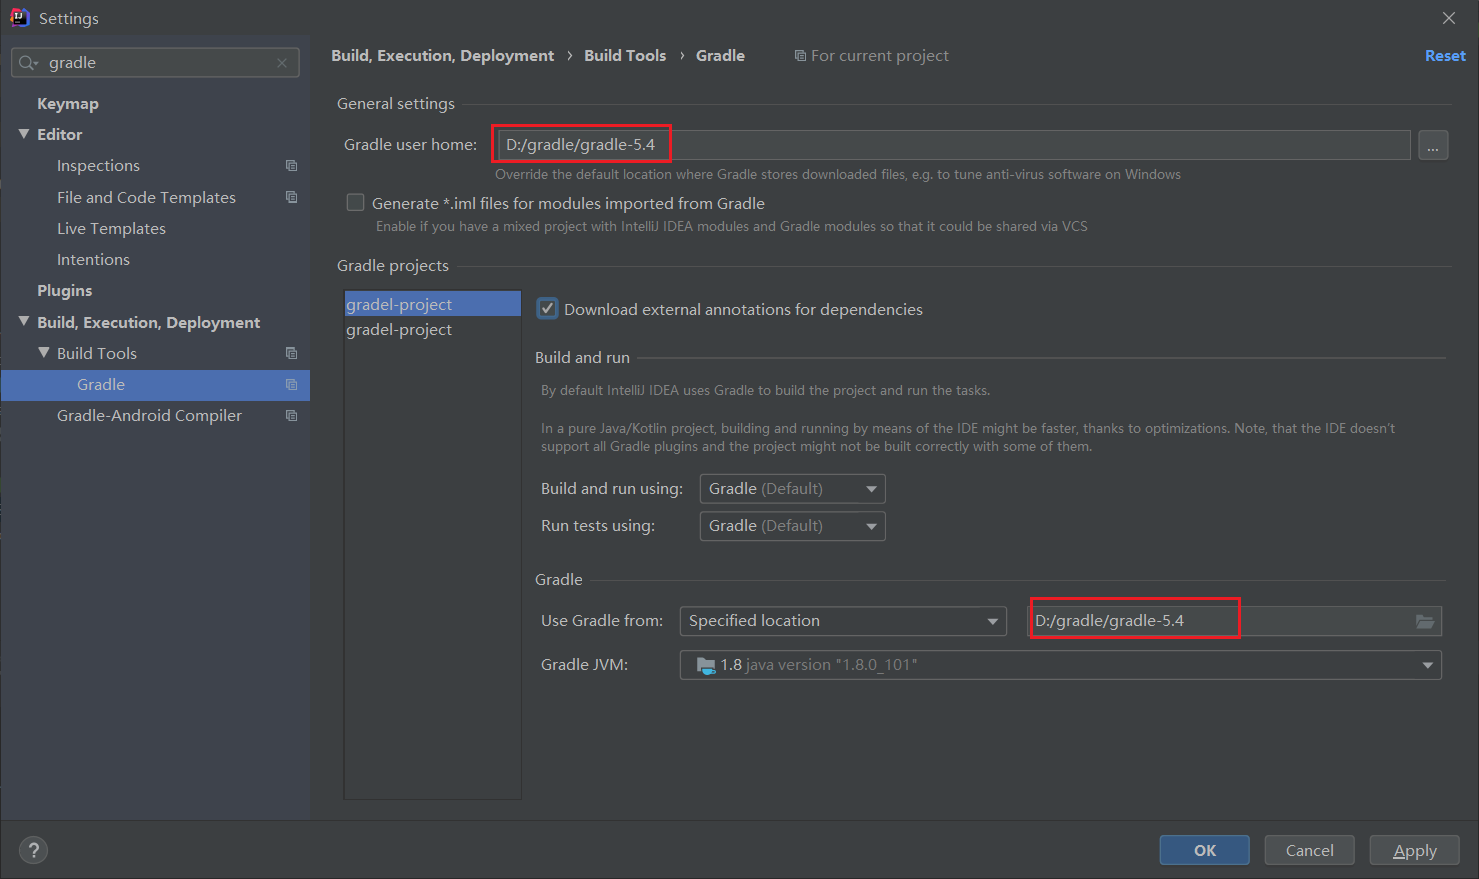 Settings
gradle
Keymap
Editor
Inspections
File and Code Templates
Live Templates
Intentions
Plugins
Build, Execution, Deployment
Build Tools
Gradle
Gradle-Android Compiler
Build, Execution, Deployment › Build Tools › Gradle For current project Reset
General settings
Gradle user home: D:/gradle/gradle-5.4 ...
Override the default location where Gradle stores downloaded files, e.g. to tune anti-virus software on Windows
Generate *.iml files for modules imported from Gradle
Enable if you have a mixed project with IntelliJ IDEA modules and Gradle modules so that it could be shared via VCS
Gradle projects
gradel-project
gradel-project
Download external annotations for dependencies
Build and run
By default IntelliJ IDEA uses Gradle to build the project and run the tasks.
In a pure Java/Kotlin project, building and running by means of the IDE might be faster, thanks to optimizations. Note, that the IDE doesn't
support all Gradle plugins and the project might not be built correctly with some of them.
Build and run using: Gradle (Default)
Run tests using: Gradle (Default)
Gradle
Use Gradle from: Specified location D:/gradle/gradle-5.4
Gradle JVM: 1.8 java version "1.8.0_101"
? OK Cancel Apply